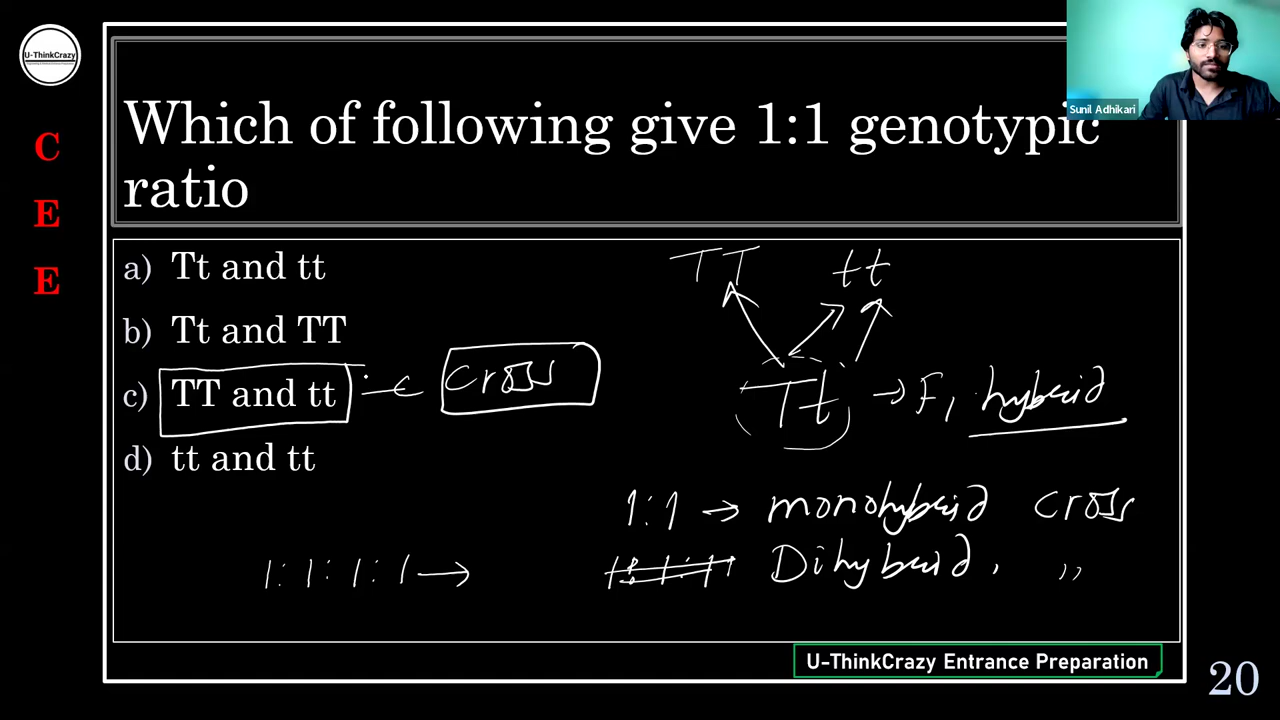 U-ThinkCrazy
C
E
E
Sunil Adhikari
Which of following give 1:1 genotypic
ratio
a) Tt and tt
b) Tt and TT
c) TT and tt
d) tt and tt
cross
TT tt
Tt → F1 hybrid
1:1 → monohybrid cross
1:1:1:1 → Dihybrid ,,
U-ThinkCrazy Entrance Preparation
20